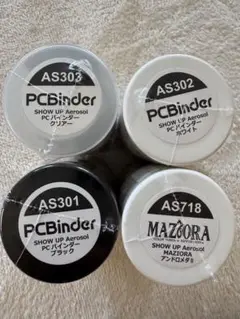 AS303
PCBinder
SHOW UP Aerosol
PC バインダー
クリアー
AS302
PCBinder
SHOW UP Aerosol
PC バインダー
ホワイト
AS301
PCBinder
SHOW UP Aerosol
PC バインダー
ブラック
AS718
MAZIORA
SHOW UP Aerosol
MAZIORA
アンドロメダII